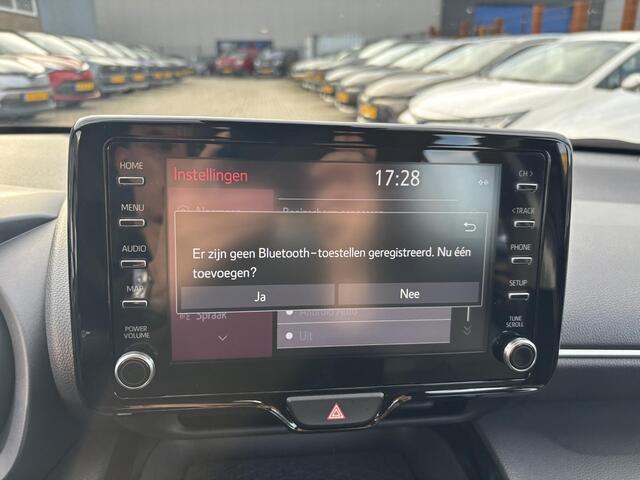 HOME
MENU
AUDIO
MAP
POWER
VOLUME
Instellingen
17:28
Er zijn geen Bluetooth-toestellen geregistreerd. Nu één
toevoegen?
Ja
Nee
Spraak
Android Auto
Uit
CH >
< TRACK
PHONE
SETUP
TUNE
SCROLL